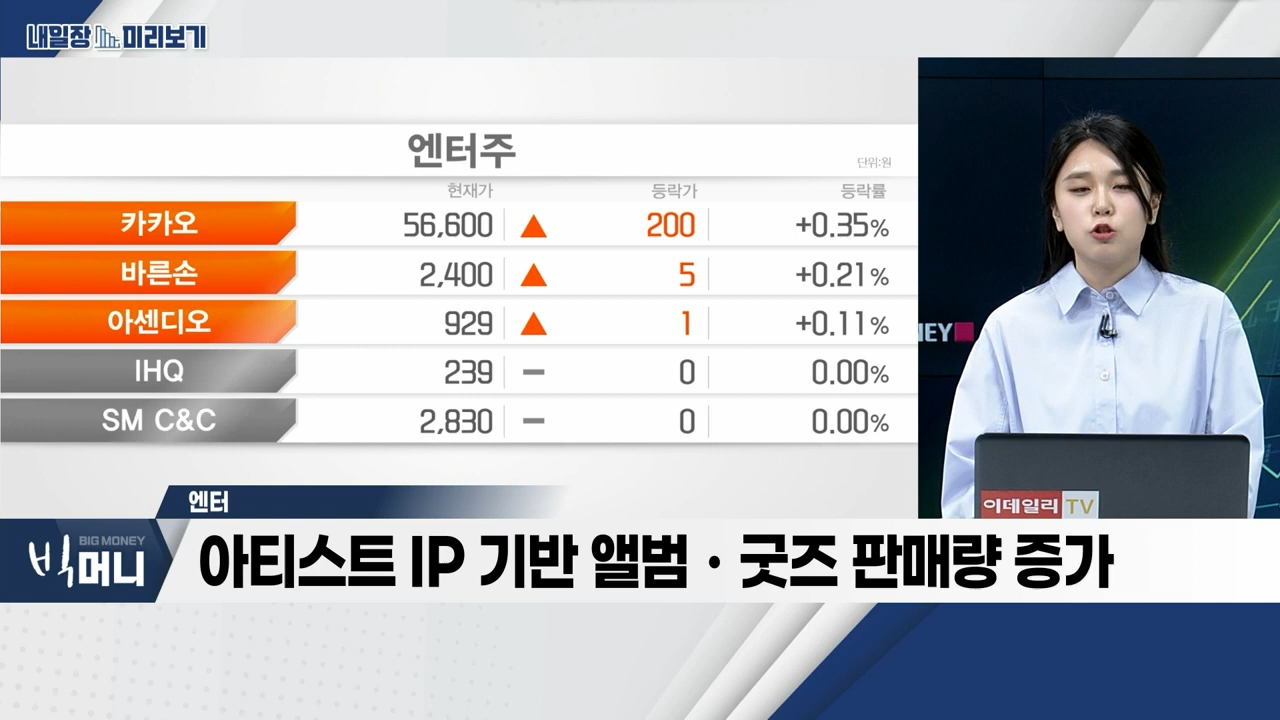 내일장 미리보기
엔터주
단위:원
현재가 등락가 등락률
카카오 56,600 ▲ 200 +0.35%
바른손 2,400 ▲ 5 +0.21%
아센디오 929 ▲ 1 +0.11%
IHQ 239 - 0 0.00%
SM C&C 2,830 - 0 0.00%
NEY
이데일리 TV
엔터
BIG MONEY
빅머니
아티스트 IP 기반 앨범·굿즈 판매량 증가